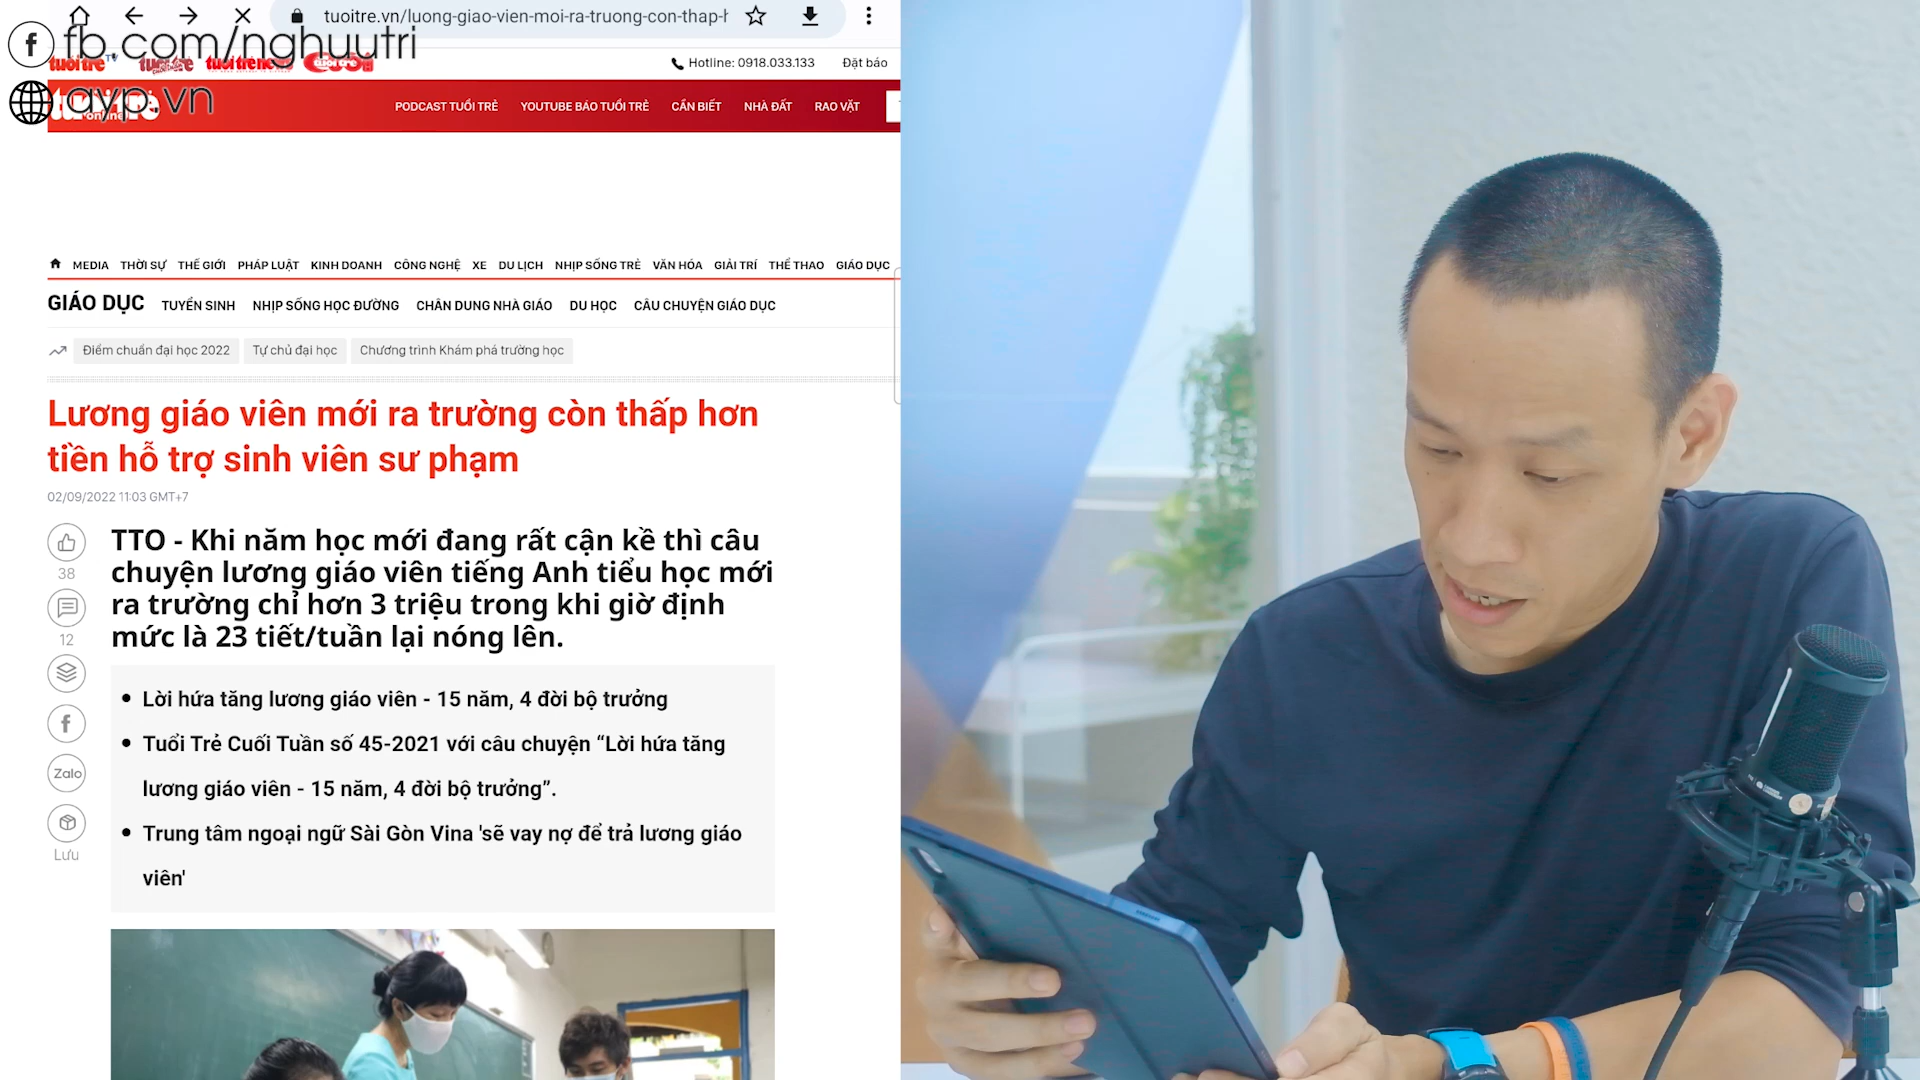 tuoitre.vn/luong-giao-vien-moi-ra-truong-con-thap-h
fb.com/nghuutri
tuổi trẻ TV
Hotline: 0918.033.133
Đặt báo
ayp.vn
PODCAST TUỔI TRẺ
YOUTUBE BÁO TUỔI TRẺ
CẦN BIẾT
NHÀ ĐẤT
RAO VẶT
MEDIA THỜI SỰ THẾ GIỚI PHÁP LUẬT KINH DOANH CÔNG NGHỆ XE DU LỊCH NHỊP SỐNG TRẺ VĂN HÓA GIẢI TRÍ THỂ THAO GIÁO DỤC
GIÁO DỤC TUYỂN SINH NHỊP SỐNG HỌC ĐƯỜNG CHÂN DUNG NHÀ GIÁO DU HỌC CÂU CHUYỆN GIÁO DỤC
Điểm chuẩn đại học 2022 Tự chủ đại học Chương trình Khám phá trường học
Lương giáo viên mới ra trường còn thấp hơn
tiền hỗ trợ sinh viên sư phạm
02/09/2022 11:03 GMT+7
38
12
Zalo
Lưu
TTO - Khi năm học mới đang rất cận kề thì câu
chuyện lương giáo viên tiếng Anh tiểu học mới
ra trường chỉ hơn 3 triệu trong khi giờ định
mức là 23 tiết/tuần lại nóng lên.
• Lời hứa tăng lương giáo viên - 15 năm, 4 đời bộ trưởng
• Tuổi Trẻ Cuối Tuần số 45-2021 với câu chuyện “Lời hứa tăng
lương giáo viên - 15 năm, 4 đời bộ trưởng”.
• Trung tâm ngoại ngữ Sài Gòn Vina 'sẽ vay nợ để trả lương giáo
viên'